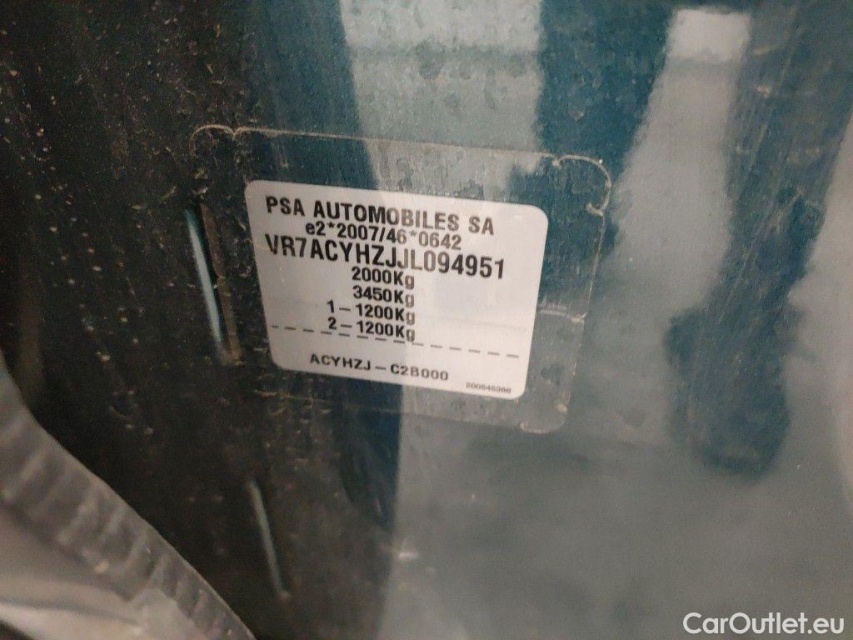 PSA AUTOMOBILES SA
e2*2007/46*0642
VR7ACYHZJJL094951
2000Kg
3450Kg
1-1200Kg
2-1200Kg
ACYHZJ-C2B000
CarOutlet.eu